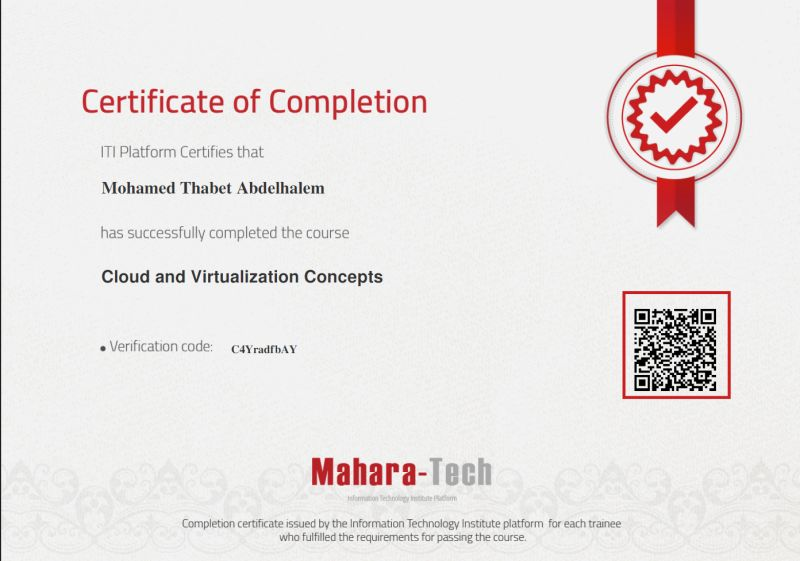 Certificate of Completion
ITI Platform Certifies that
Mohamed Thabet Abdelhalem
has successfully completed the course
Cloud and Virtualization Concepts
• Verification code: C4YradfbAY
Mahara-Tech
Information Technology Institute Platform
Completion certificate issued by the Information Technology Institute platform for each trainee
who fulfilled the requirements for passing the course.